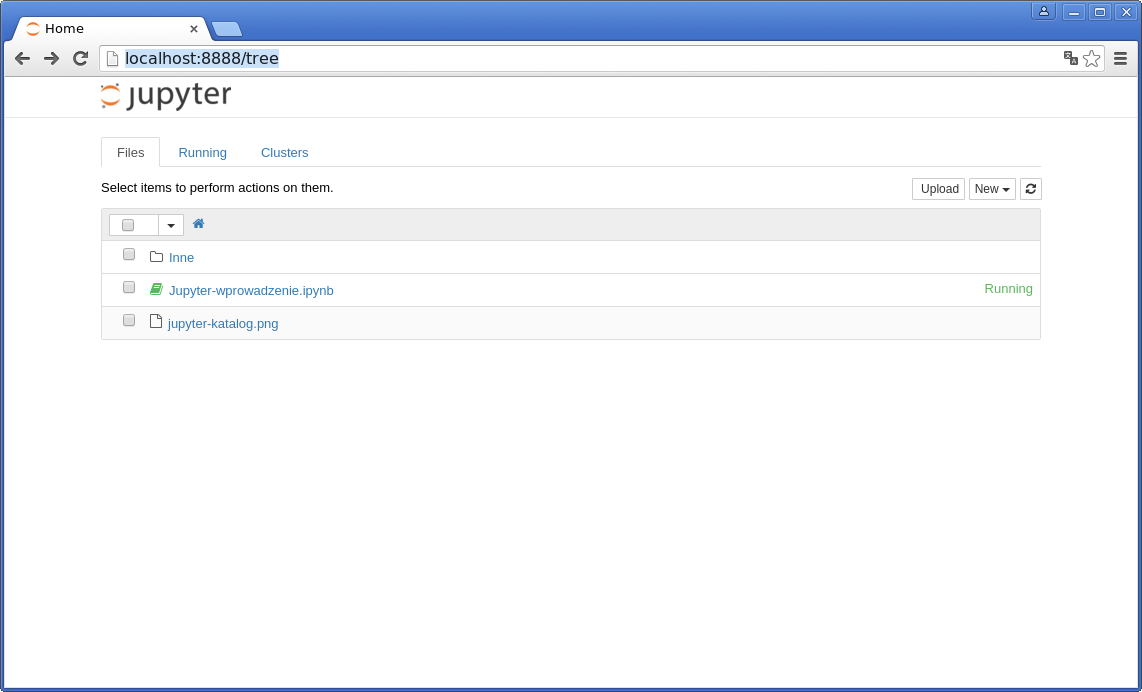 Home
localhost:8888/tree
jupyter
Files Running Clusters
Select items to perform actions on them. Upload New
Inne
Jupyter-wprowadzenie.ipynb Running
jupyter-katalog.png